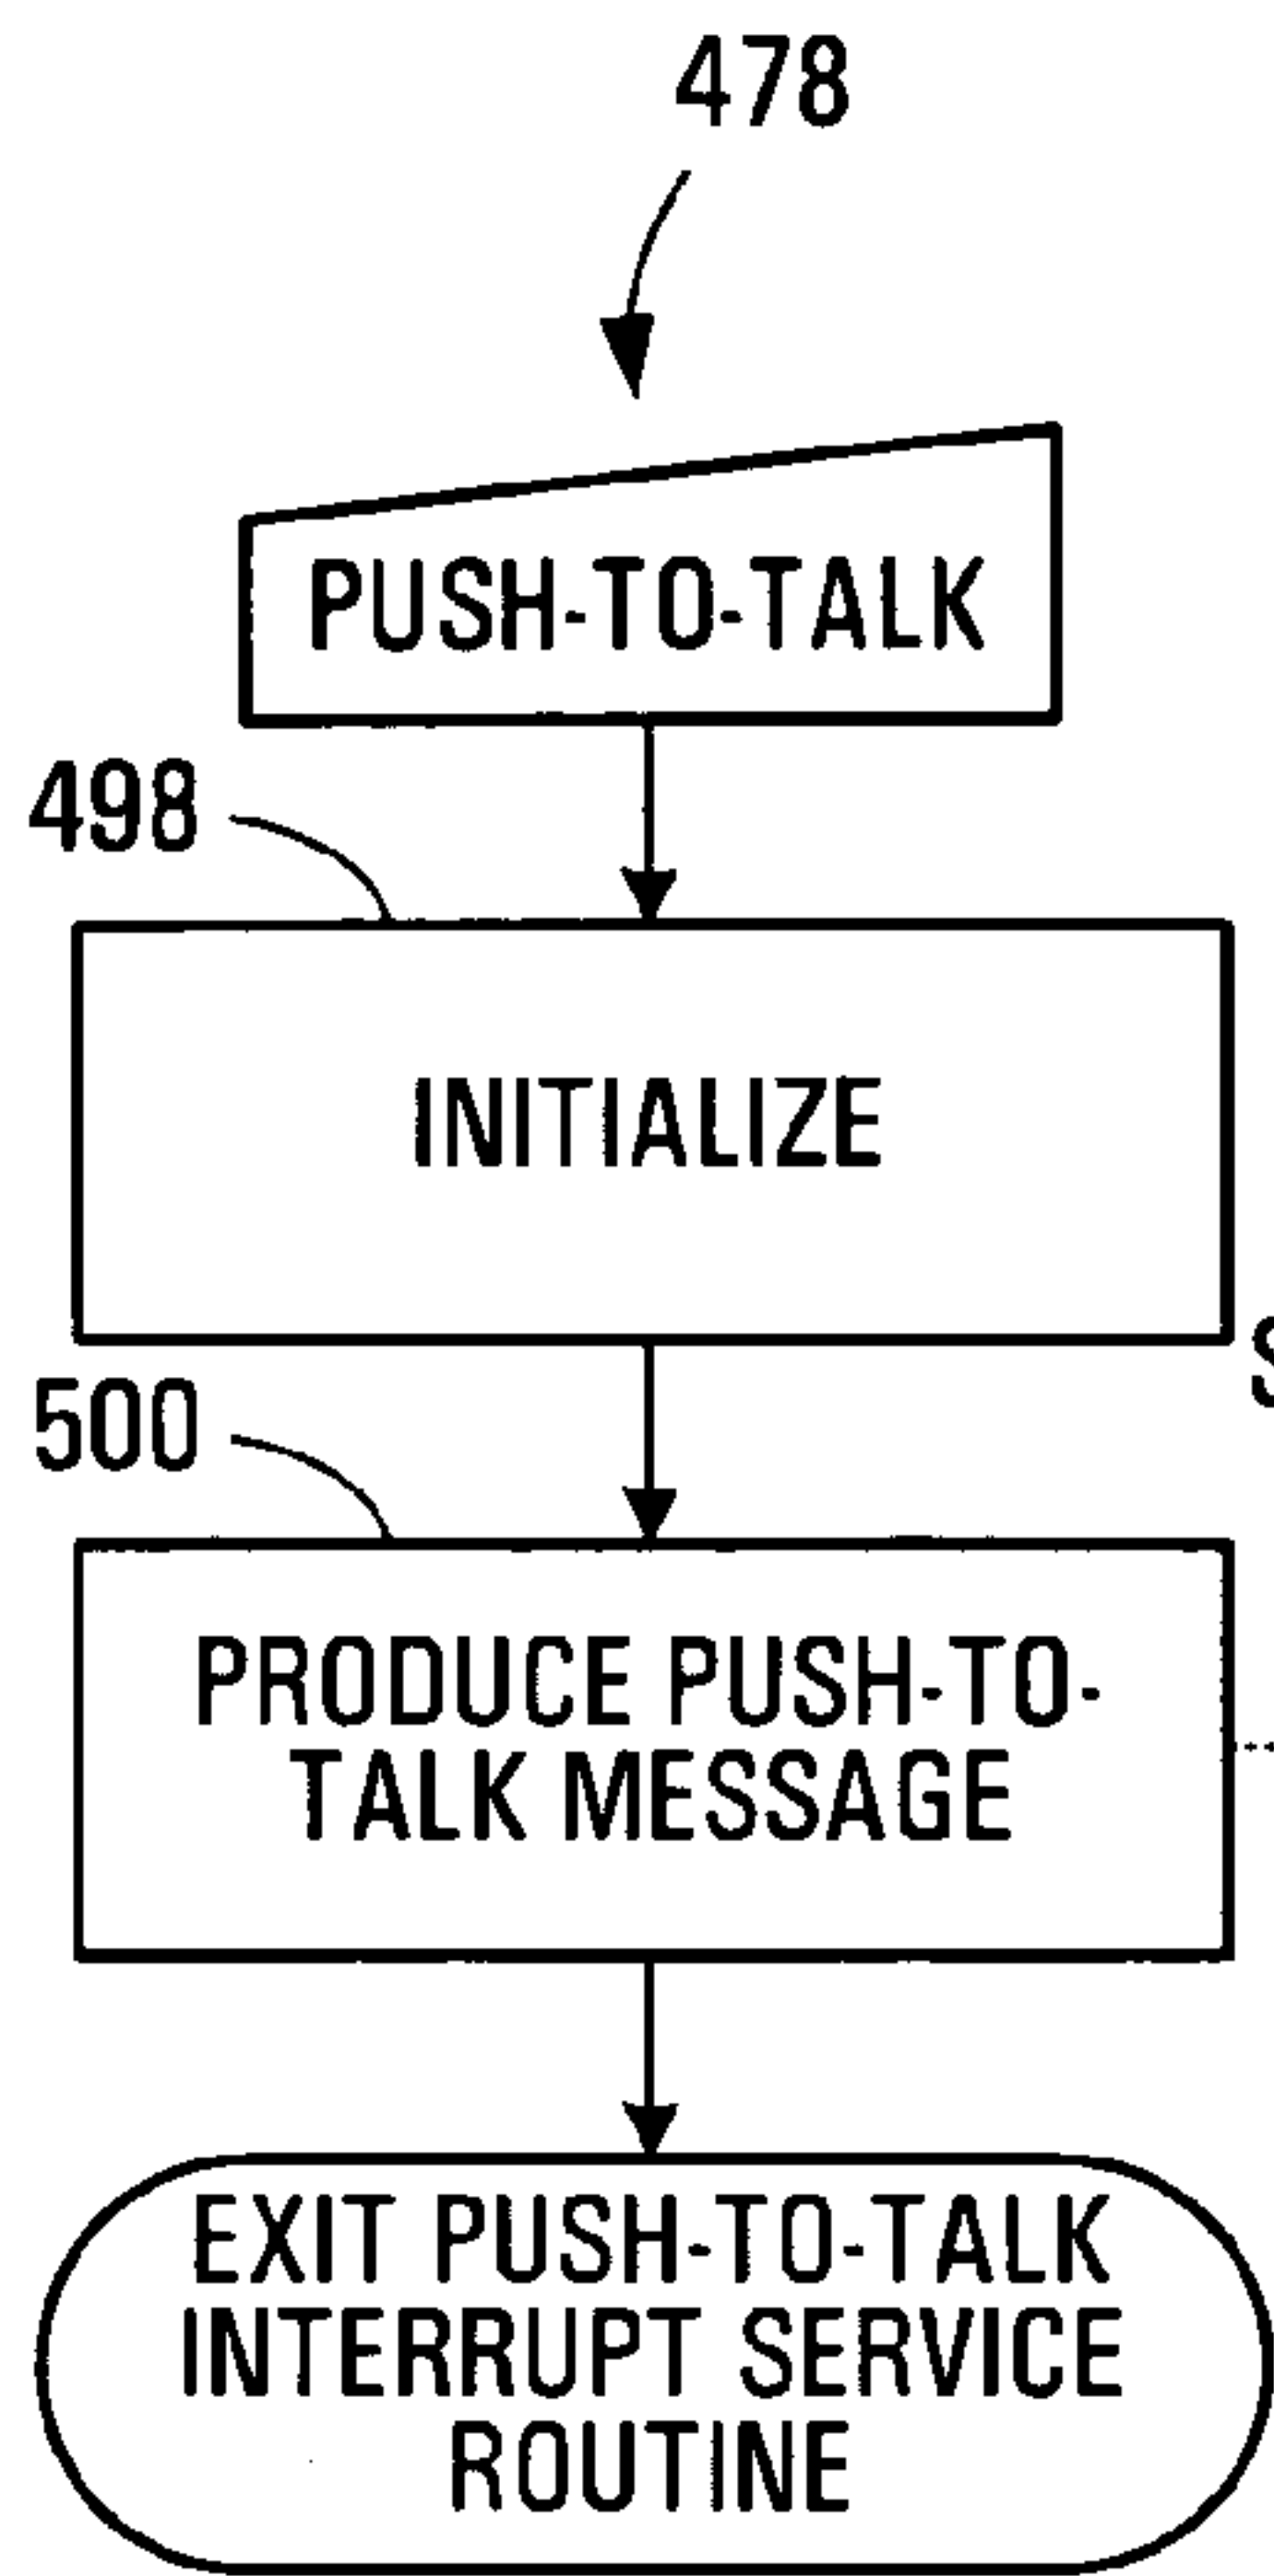 478
PUSH-TO-TALK
498
INITIALIZE
500
PRODUCE PUSH-TO-
TALK MESSAGE
EXIT PUSH-TO-TALK
INTERRUPT SERVICE
ROUTINE